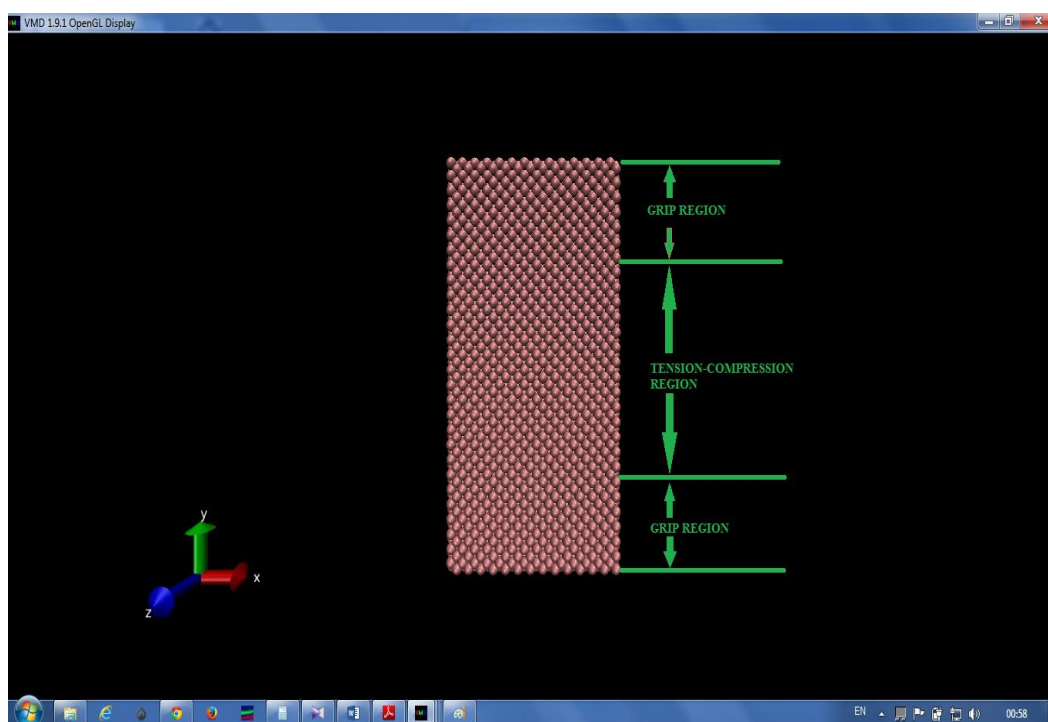 VMD 1.9.1 OpenGL Display
GRIP REGION
TENSION-COMPRESSION
REGION
GRIP REGION
y
x
z
EN
00:58